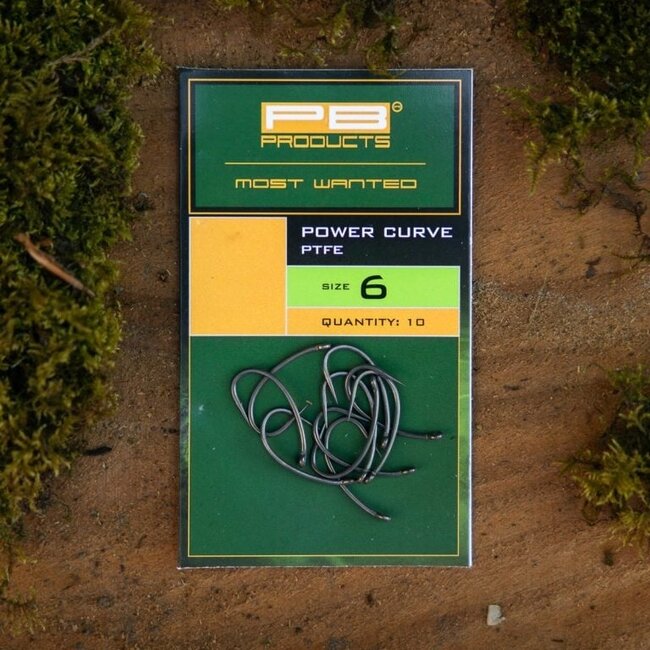 PB
PRODUCTS
MOST WANTED
POWER CURVE
PTFE
SIZE 6
QUANTITY: 10